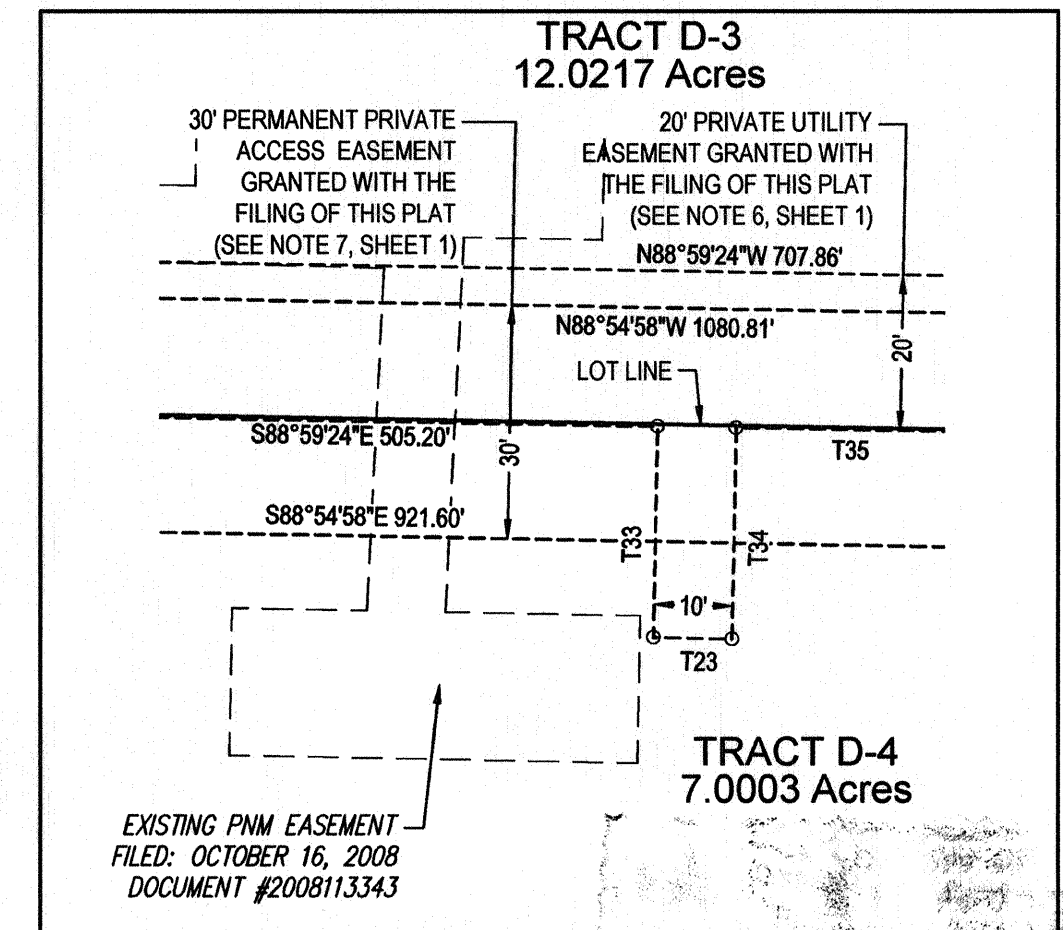 TRACT D-3
12.0217 Acres
30' PERMANENT PRIVATE
ACCESS EASEMENT
GRANTED WITH THE
FILING OF THIS PLAT
(SEE NOTE 7, SHEET 1)
20' PRIVATE UTILITY
EASEMENT GRANTED WITH
THE FILING OF THIS PLAT
(SEE NOTE 6, SHEET 1)
N88°59'24"W 707.86'
N88°54'58"W 1080.81'
20'
LOT LINE
S88°59'24"E 505.20'
T35
30'
S88°54'58"E 921.60'
T33
T34
10'
T23
TRACT D-4
7.0003 Acres
EXISTING PNM EASEMENT
FILED: OCTOBER 16, 2008
DOCUMENT #2008113343